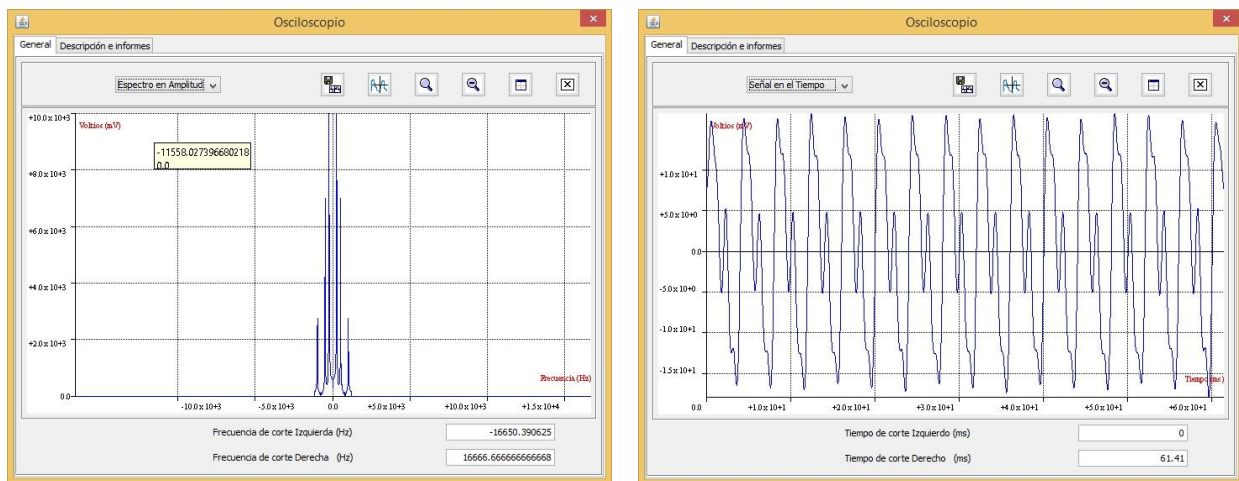 Osciloscopio
General Descripción e informes
Espectro en Amplitud
+10.0 x 10+3
Voltios (mV)
-11558.027396680218
0.0
+8.0 x 10+3
+6.0 x 10+3
+4.0 x 10+3
+2.0 x 10+3
Frecuencia (Hz)
0.0
-10.0 x 10+3 -5.0 x 10+3 0.0 +5.0 x 10+3 +10.0 x 10+3 +1.5 x 10+4
Frecuencia de corte Izquierda (Hz) -16650.390625
Frecuencia de corte Derecha (Hz) 16666.666666666668
Osciloscopio
General Descripción e informes
Señal en el Tiempo
Voltios (mV)
+1.0 x 10+1
+5.0 x 10+0
0.0
-5.0 x 10+0
-1.0 x 10+1
-1.5 x 10+1
Tiempo (ms)
0.0 +1.0 x 10+1 +2.0 x 10+1 +3.0 x 10+1 +4.0 x 10+1 +5.0 x 10+1 +6.0 x 10+1
Tiempo de corte Izquierdo (ms) 0
Tiempo de corte Derecho (ms) 61.41